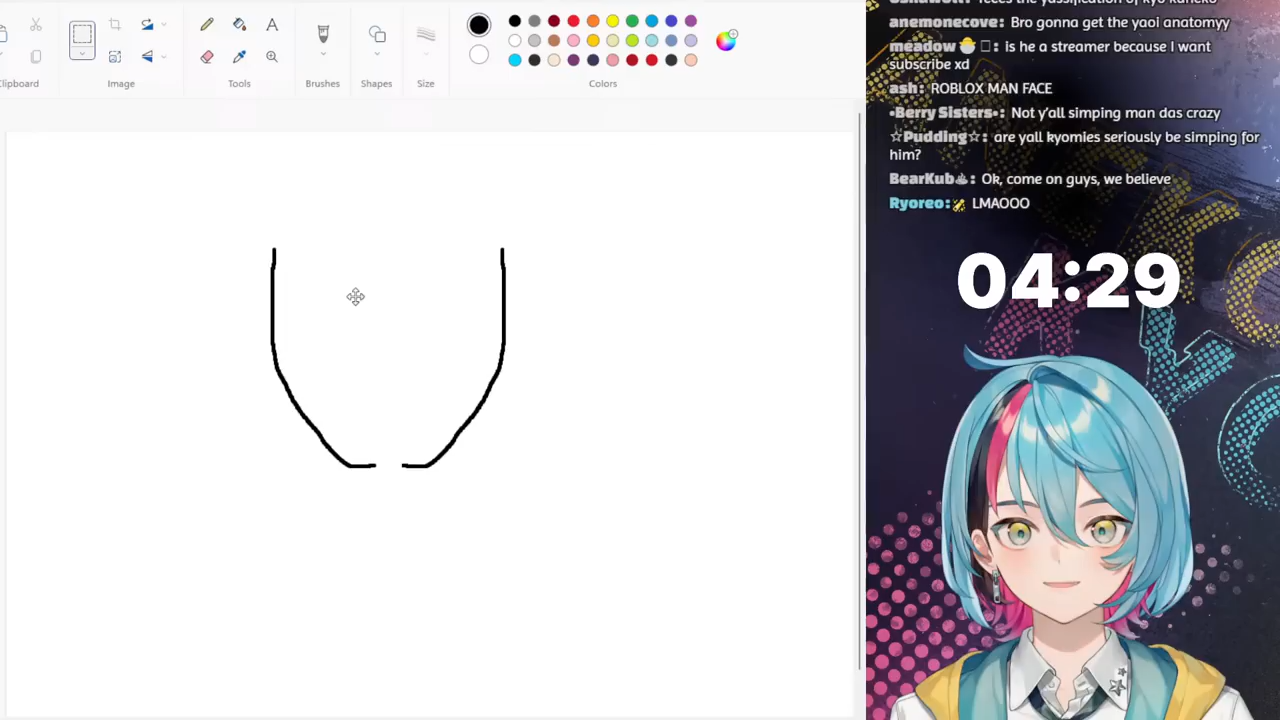 Clipboard
Image
Tools
Brushes
Shapes
Size
Colors
anemonecove: Bro gonna get the yaoi anatomyy
meadow: is he a streamer because I want
subscribe xd
ash: ROBLOX MAN FACE
•Berry Sisters•: Not y'all simping man das crazy
☆Pudding☆: are yall kyomies seriously be simping for
him?
BearKub♨: Ok, come on guys, we believe
Ryoreo: LMAOOO
04:29